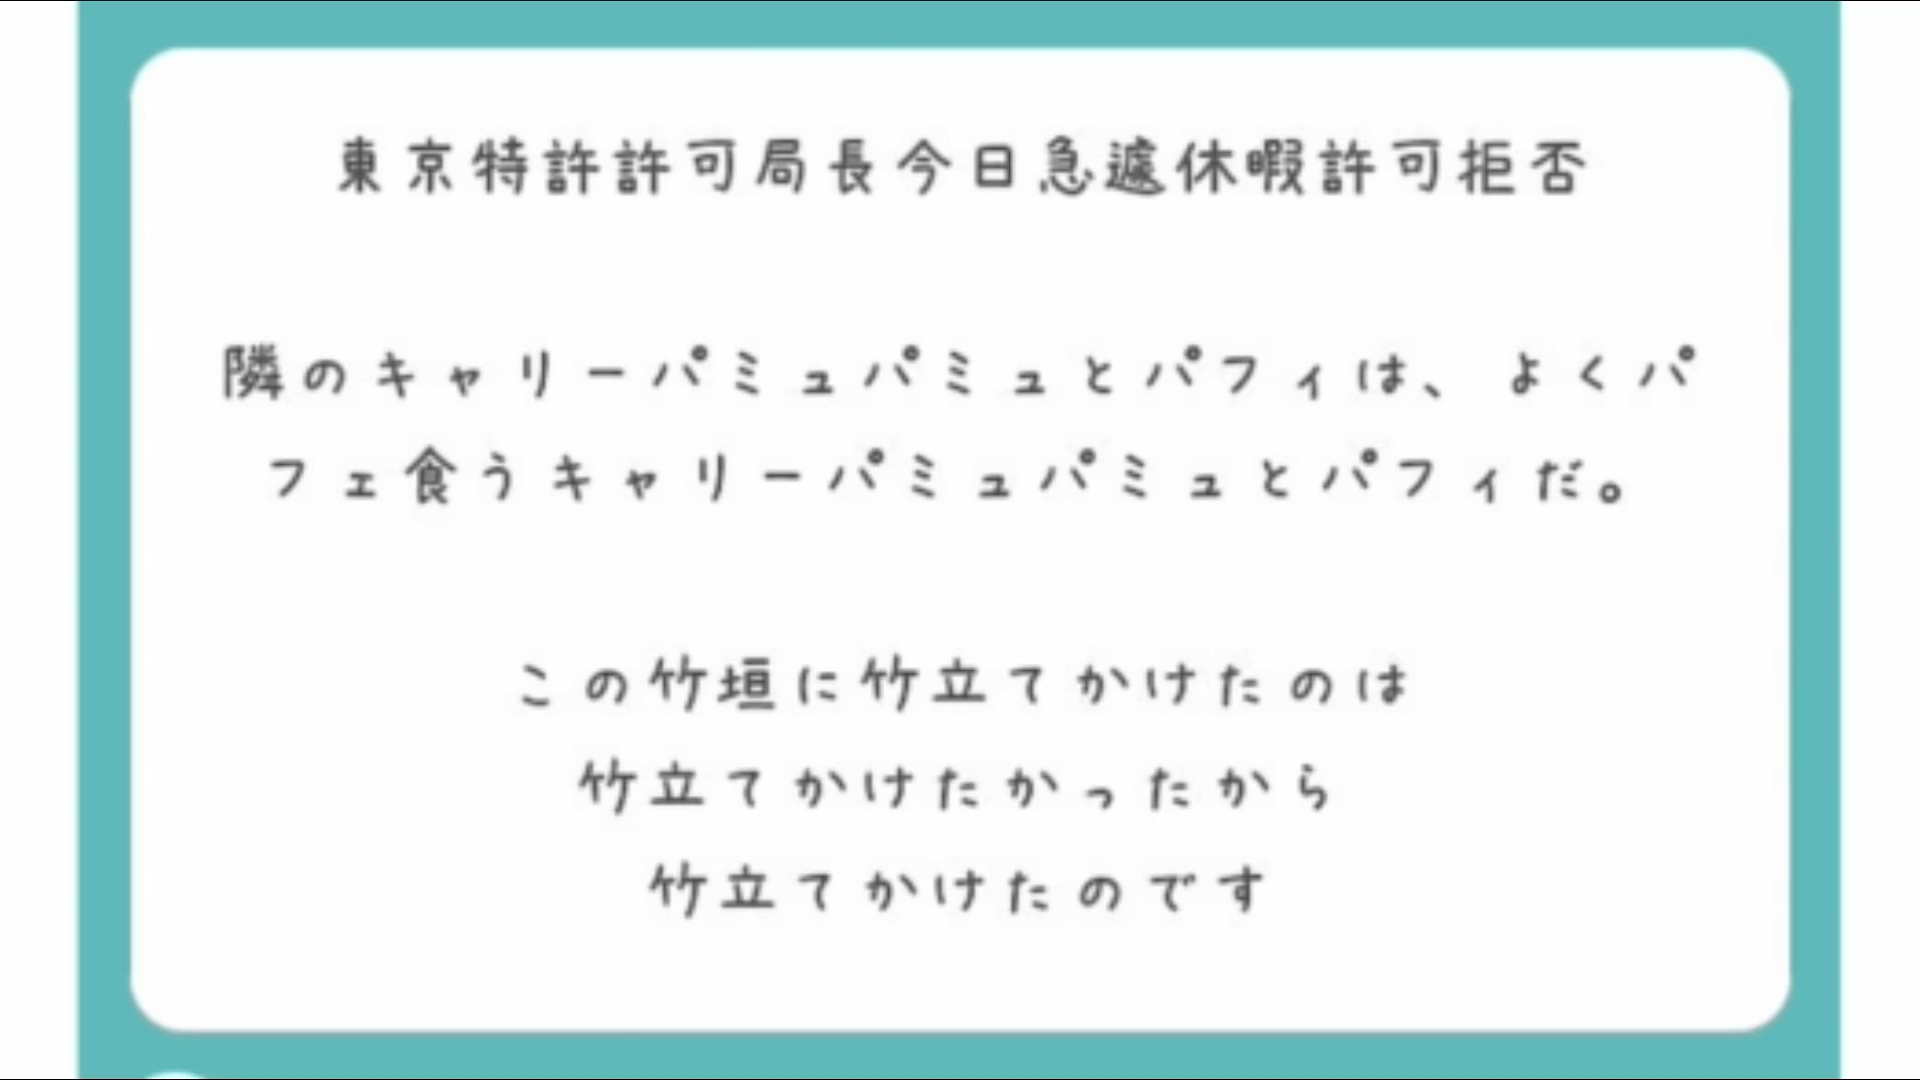 東京特許許可局長今日急遽休暇許可拒否
隣のキャリーパミュパミュとパフィは、よくパ
フェ食うキャリーパミュパミュとパフィだ。
この竹垣に竹立てかけたのは
竹立てかけたかったから
竹立てかけたのです